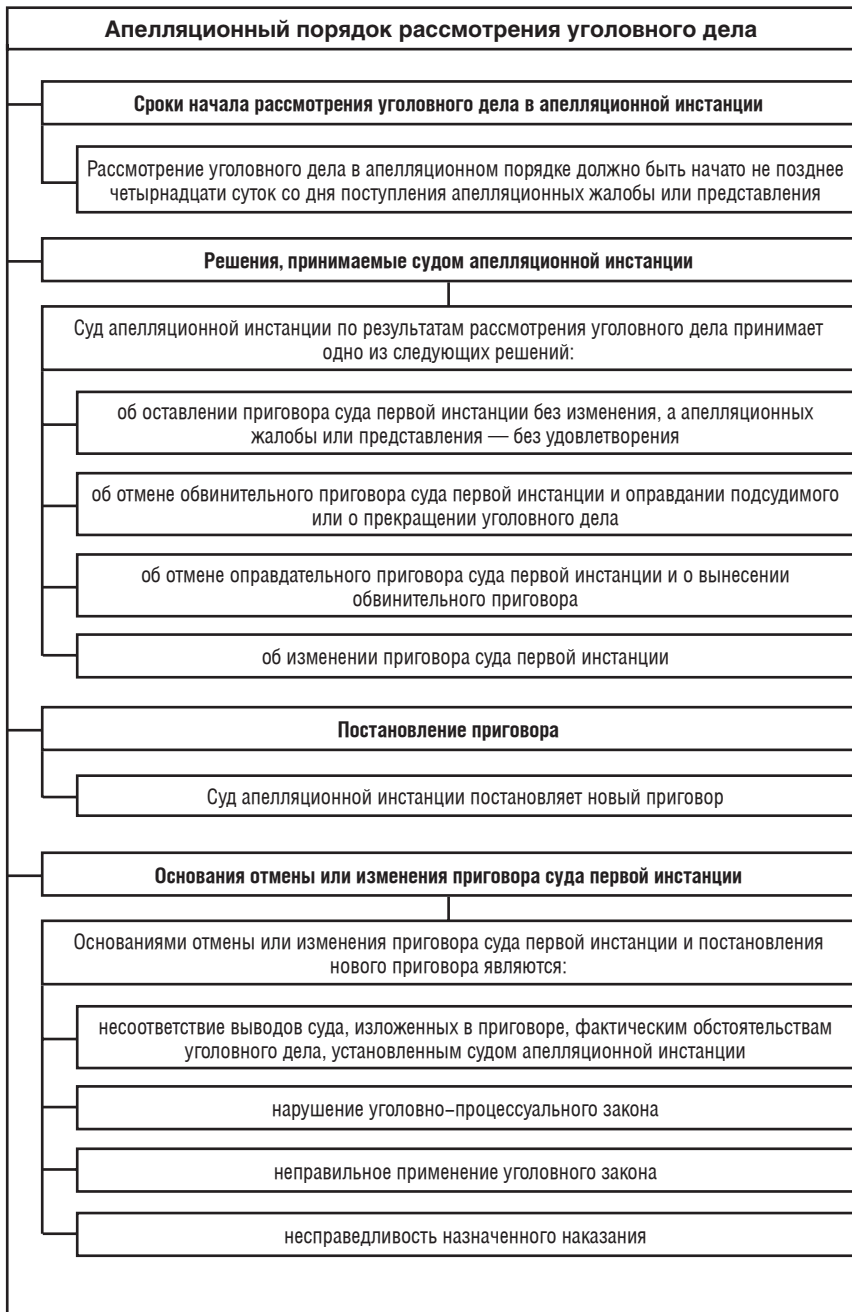 Апелляционный порядок рассмотрения уголовного дела
Сроки начала рассмотрения уголовного дела в апелляционной инстанции
Рассмотрение уголовного дела в апелляционном порядке должно быть начато не позднее
четырнадцати суток со дня поступления апелляционных жалобы или представления
Решения, принимаемые судом апелляционной инстанции
Суд апелляционной инстанции по результатам рассмотрения уголовного дела принимает
одно из следующих решений:
об оставлении приговора суда первой инстанции без изменения, а апелляционных
жалобы или представления — без удовлетворения
об отмене обвинительного приговора суда первой инстанции и оправдании подсудимого
или о прекращении уголовного дела
об отмене оправдательного приговора суда первой инстанции и о вынесении
обвинительного приговора
об изменении приговора суда первой инстанции
Постановление приговора
Суд апелляционной инстанции постановляет новый приговор
Основания отмены или изменения приговора суда первой инстанции
Основаниями отмены или изменения приговора суда первой инстанции и постановления
нового приговора являются:
несоответствие выводов суда, изложенных в приговоре, фактическим обстоятельствам
уголовного дела, установленным судом апелляционной инстанции
нарушение уголовно–процессуального закона
неправильное применение уголовного закона
несправедливость назначенного наказания